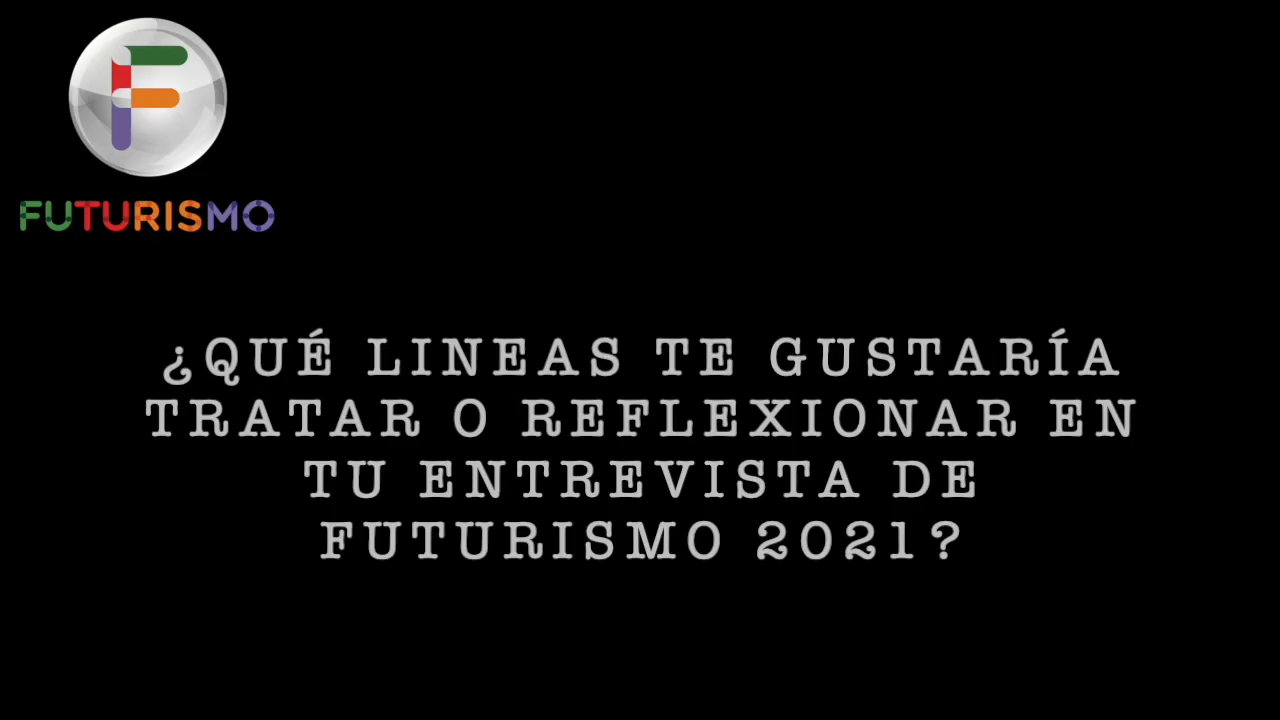 F
FUTURISMO
¿QUÉ LINEAS TE GUSTARÍA
TRATAR O REFLEXIONAR EN
TU ENTREVISTA DE
FUTURISMO 2021?